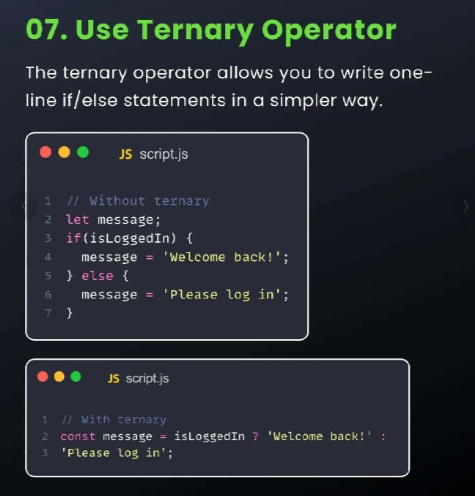 07. Use Ternary Operator
The ternary operator allows you to write one-
line if/else statements in a simpler way.
JS script.js
1 // Without ternary
2 let message;
3 if(isLoggedIn) {
4   message = 'Welcome back!';
5 } else {
6   message = 'Please log in';
7 }
JS script.js
1 // With ternary
2 const message = isLoggedIn ? 'Welcome back!' :
3 'Please log in';